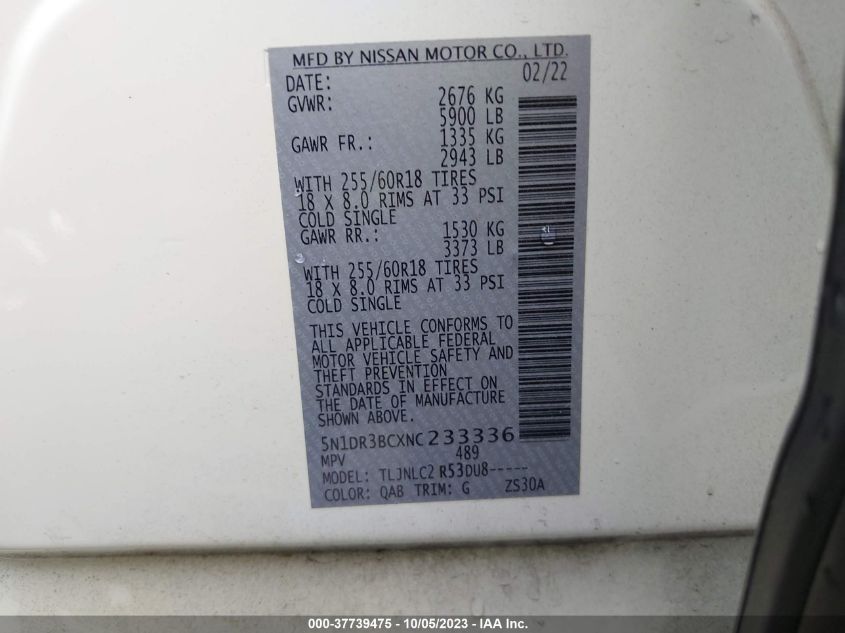 MFD BY NISSAN MOTOR CO., LTD.
DATE: 02/22
GVWR: 2676 KG
5900 LB
GAWR FR.: 1335 KG
2943 LB
WITH 255/60R18 TIRES
18 X 8.0 RIMS AT 33 PSI
COLD SINGLE
GAWR RR.: 1530 KG
3373 LB
WITH 255/60R18 TIRES
18 X 8.0 RIMS AT 33 PSI
COLD SINGLE
THIS VEHICLE CONFORMS TO
ALL APPLICABLE FEDERAL
MOTOR VEHICLE SAFETY AND
THEFT PREVENTION
STANDARDS IN EFFECT ON
THE DATE OF MANUFACTURE
SHOWN ABOVE.
5N1DR3BCXNC233336
MPV 489
MODEL: TLJNLC2 R53DU8-----
COLOR: QAB TRIM: G ZS30A
000-37739475 - 10/05/2023 - IAA Inc.